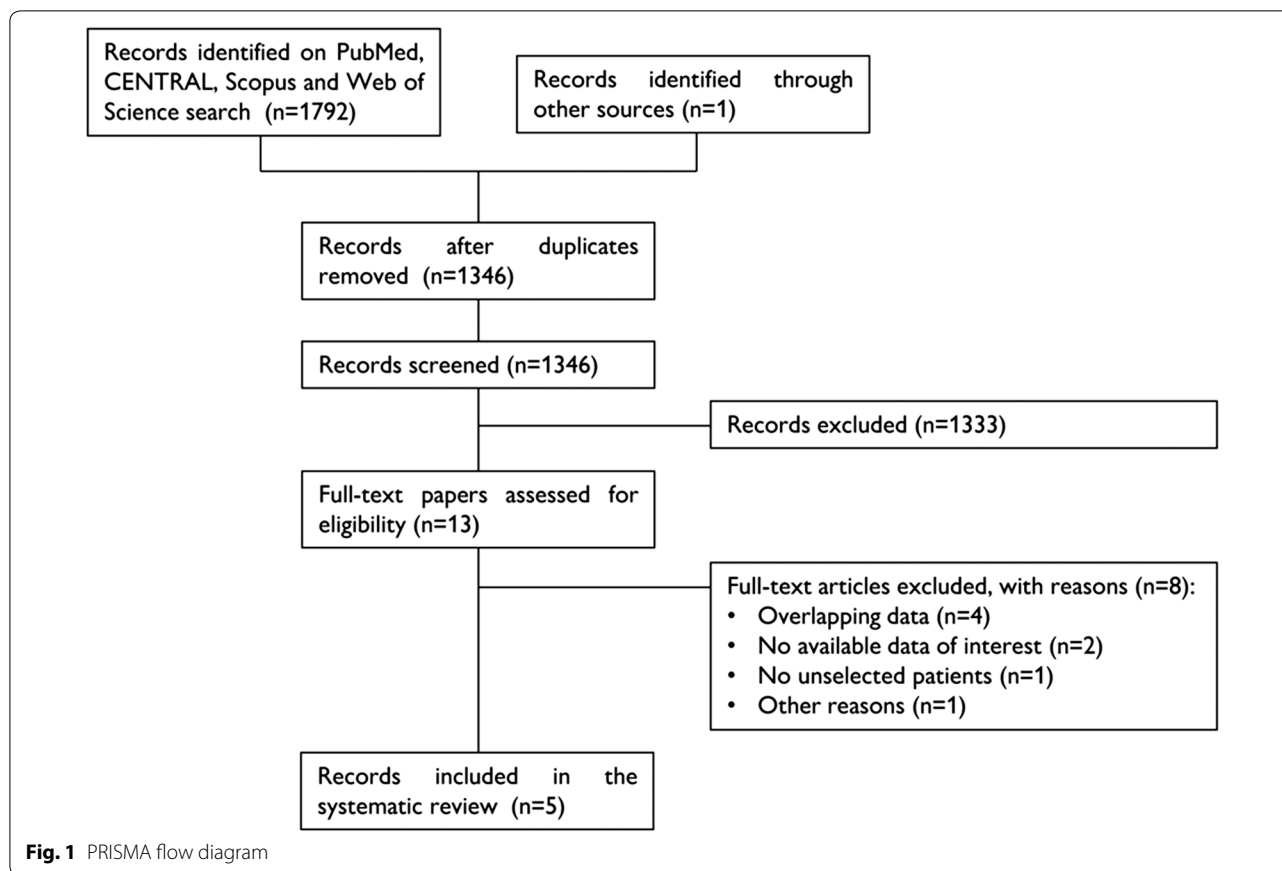 Records identified on PubMed,
CENTRAL, Scopus and Web of
Science search (n=1792)
Records identified through
other sources (n=1)
Records after duplicates
removed (n=1346)
Records screened (n=1346)
Records excluded (n=1333)
Full-text papers assessed for
eligibility (n=13)
Full-text articles excluded, with reasons (n=8):
• Overlapping data (n=4)
• No available data of interest (n=2)
• No unselected patients (n=1)
• Other reasons (n=1)
Records included in the
systematic review (n=5)
Fig. 1 PRISMA flow diagram